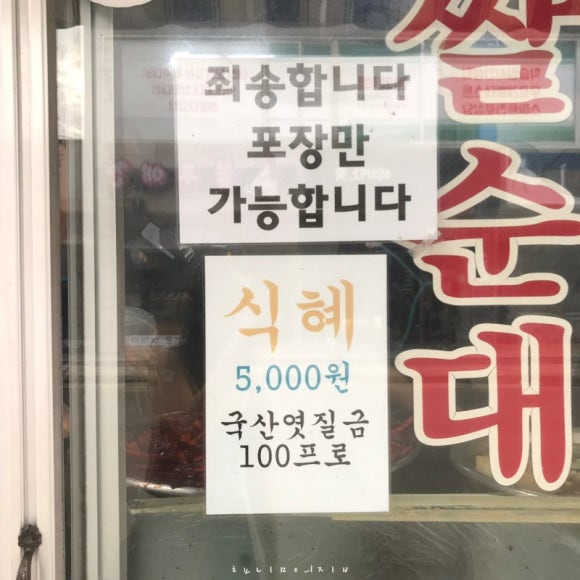 죄송합니다
포장만
가능합니다
식혜
5,000원
국산엿질금
100프로
쌀순대